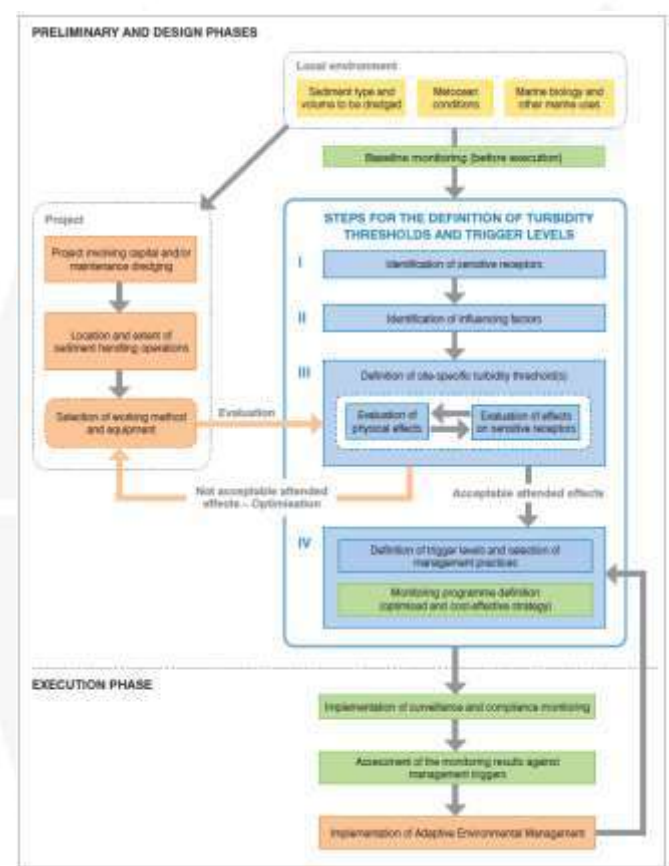 PRELIMINARY AND DESIGN PHASES
Local environment
Sediment type and
volume to be dredged
Metocean
conditions
Marine biology and
other marine uses
Baseline monitoring (before execution)
Project
Project involving capital and/or
maintenance dredging
Location and extent of
sediment handling operations
Selection of working method
and equipment
STEPS FOR THE DEFINITION OF TURBIDITY
THRESHOLDS AND TRIGGER LEVELS
I
Identification of sensitive receptors
II
Identification of influencing factors
III
Definition of site-specific turbidity threshold(s)
Evaluation
Evaluation of
physical effects
Evaluation of effects
on sensitive receptors
Not acceptable attended
effects – Optimisation
Acceptable attended effects
IV
Definition of trigger levels and selection of
management practices
Monitoring programme definition
(optimised and cost-effective strategy)
EXECUTION PHASE
Implementation of surveillance and compliance monitoring
Assessment of the monitoring results against
management triggers
Implementation of Adaptive Environmental Management